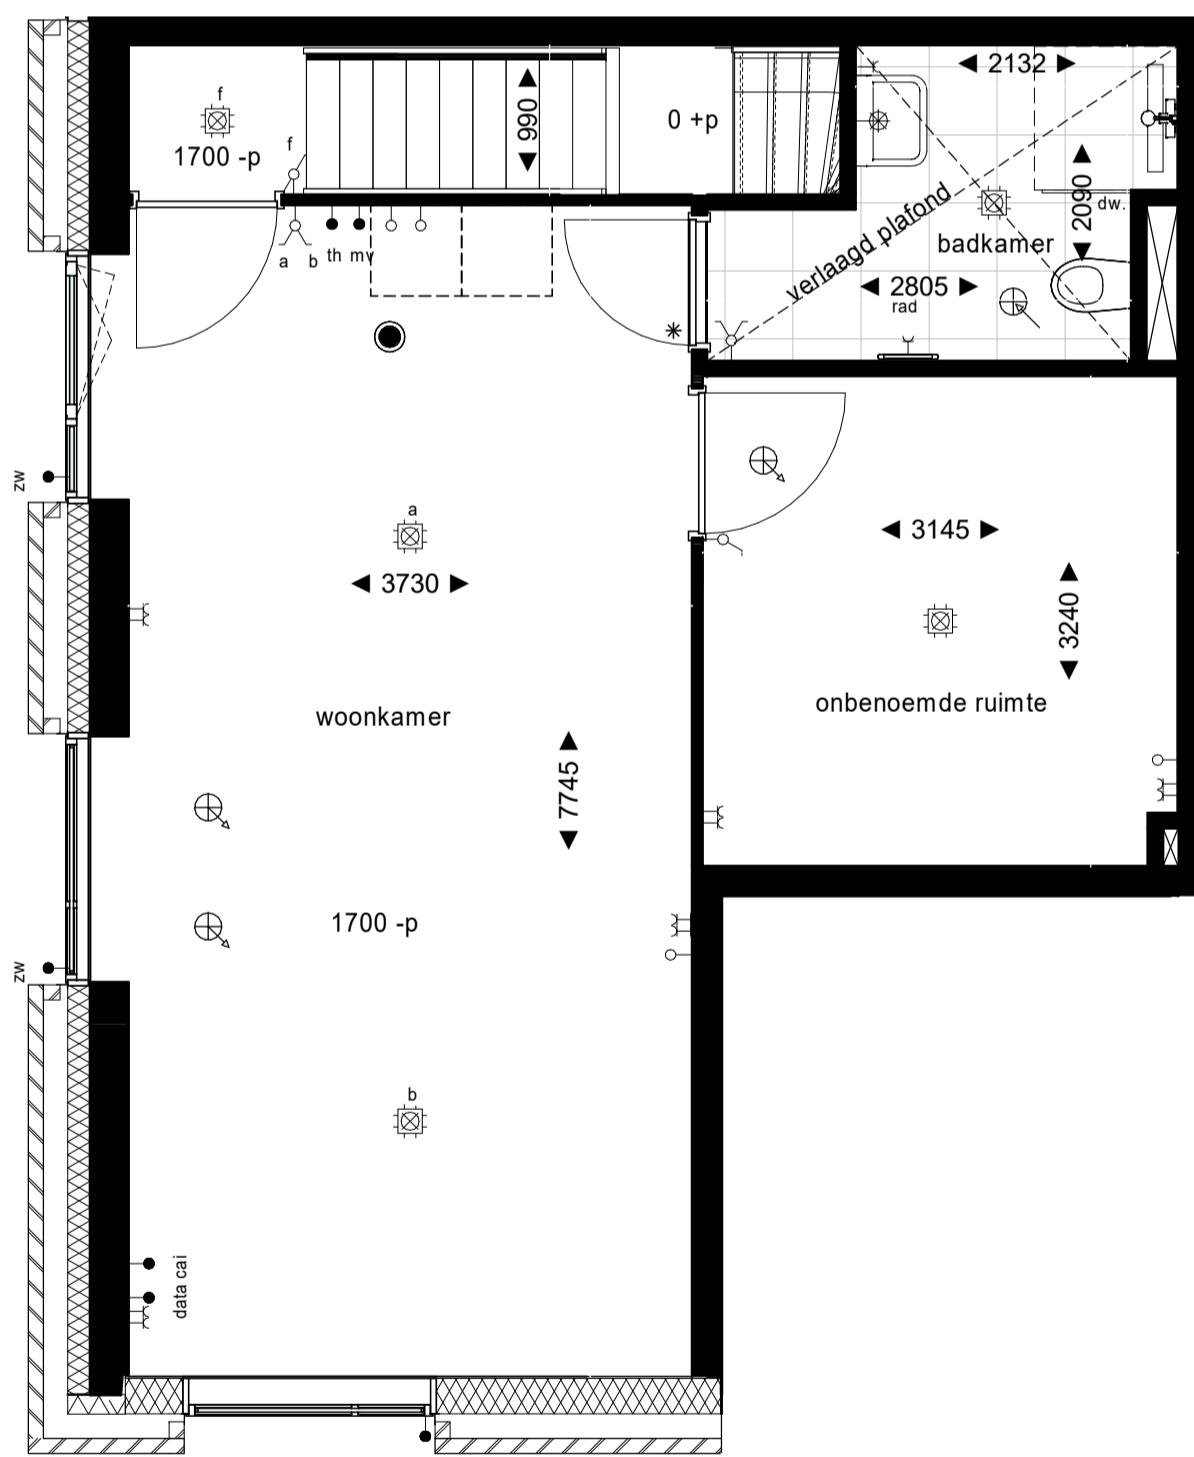 2132
f
990
0 +p
f
1700 -p
verlaagd plafond
2090
dw.
badkamer
a
b
th
mv
2805
rad
zw
a
3145
3730
3240
onbenoemde ruimte
woonkamer
7745
1700 -p
zw
b
data cai